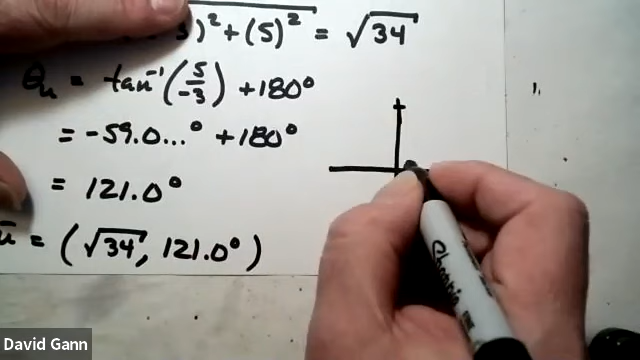 3)² + (5)² = √34
θᵤ = tan⁻¹(5/-3) + 180°
= -59.0...° + 180°
= 121.0°
u̅ = (√34, 121.0°)
David Gann